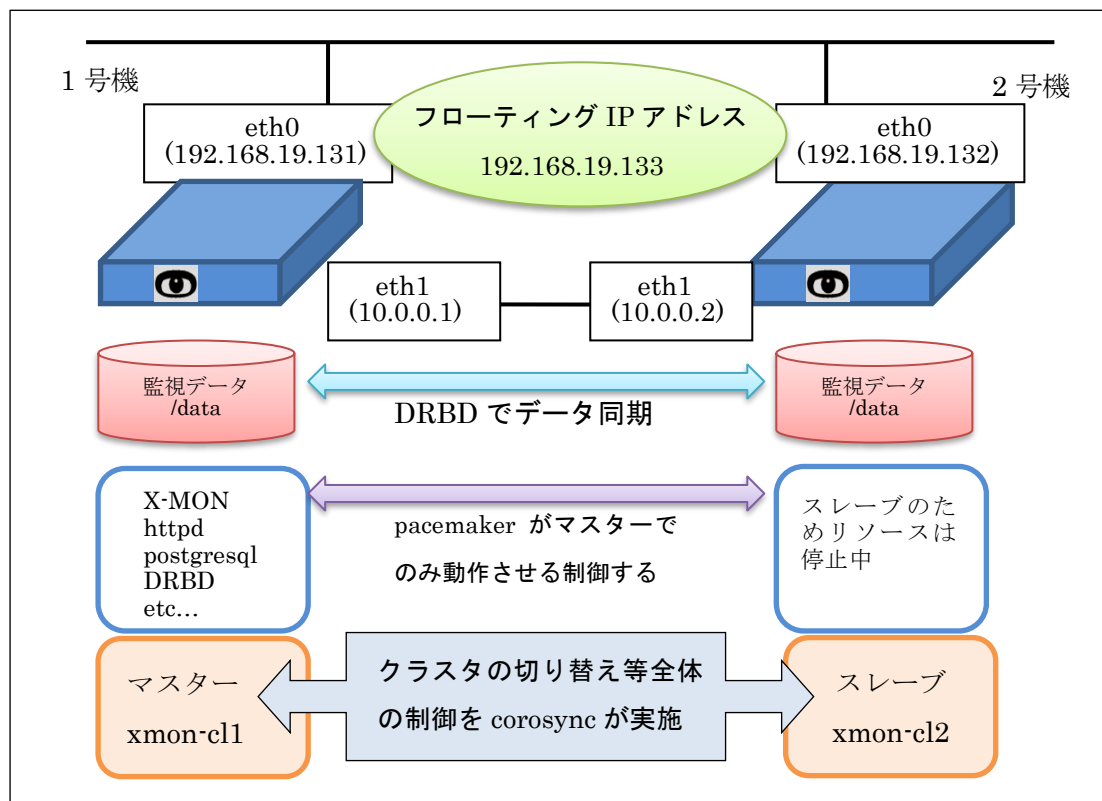 1 号機
2 号機
eth0
(192.168.19.131)
フローティング IP アドレス
192.168.19.133
eth0
(192.168.19.132)
eth1
(10.0.0.1)
eth1
(10.0.0.2)
監視データ
/data
DRBD でデータ同期
監視データ
/data
X-MON
httpd
postgresql
DRBD
etc…
pacemaker がマスターで
のみ動作させる制御する
スレーブのた
めリソースは
停止中
マスター
xmon-cl1
クラスタの切り替え等全体
の制御を corosync が実施
スレーブ
xmon-cl2